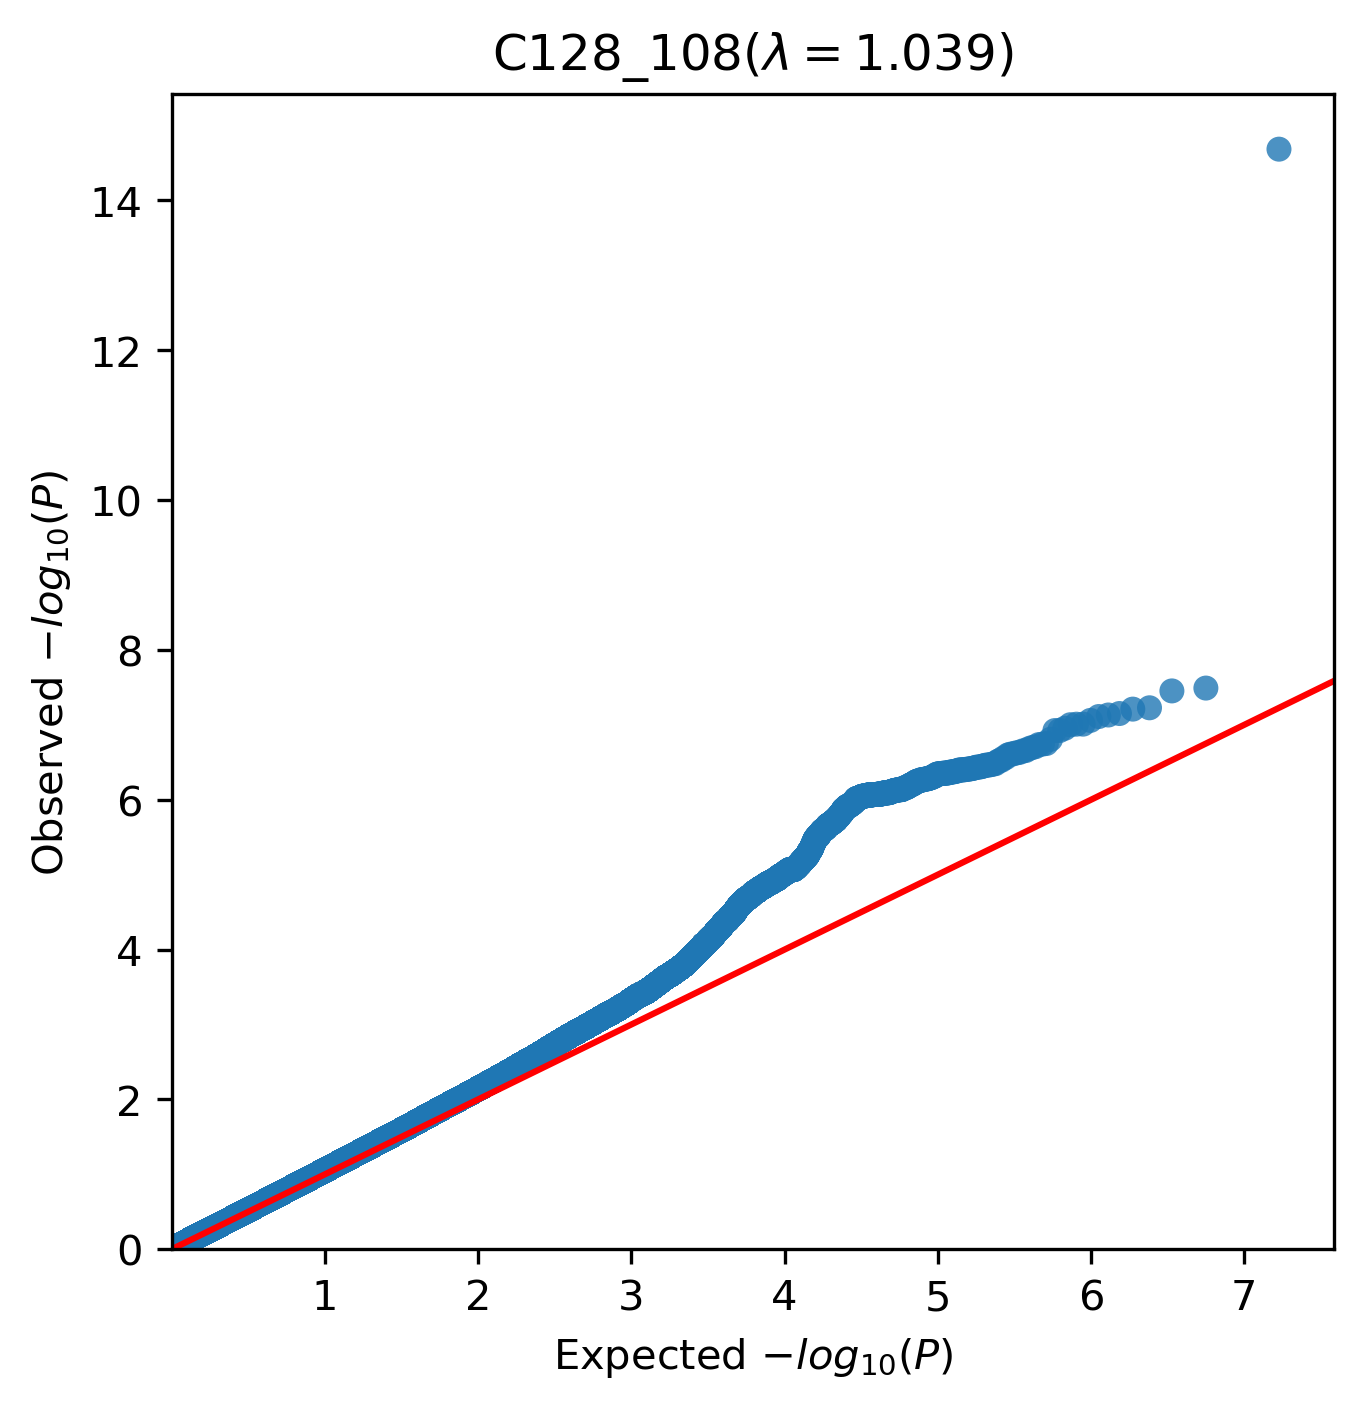 C128_108(λ = 1.039)
14
12
10
8
6
4
2
0
Observed −log₁₀(P)
1 2 3 4 5 6 7
Expected −log₁₀(P)